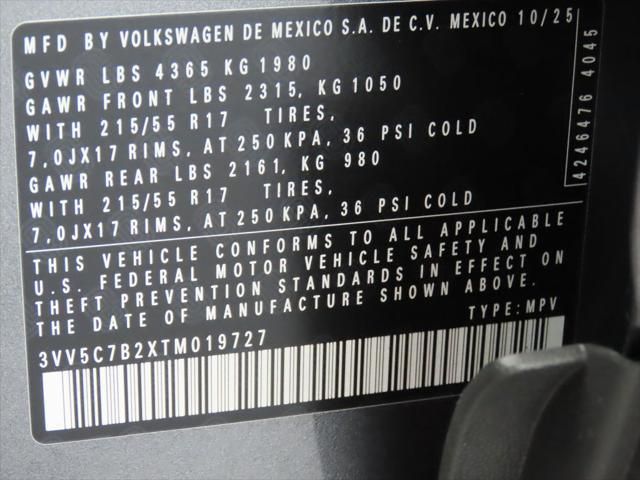 MFD BY VOLKSWAGEN DE MEXICO S.A. DE C.V. MEXICO 10/25
GVWR LBS 4365 KG 1980
GAWR FRONT LBS 2315, KG 1050
WITH 215/55 R17 TIRES,
7,0JX17 RIMS, AT 250 KPA, 36 PSI COLD
GAWR REAR LBS 2161, KG 980
WITH 215/55 R17 TIRES,
7,0JX17 RIMS, AT 250 KPA, 36 PSI COLD
4246476 4045
THIS VEHICLE CONFORMS TO ALL APPLICABLE
U.S. FEDERAL MOTOR VEHICLE SAFETY AND
THEFT PREVENTION STANDARDS IN EFFECT ON
THE DATE OF MANUFACTURE SHOWN ABOVE.
3VV5C7B2XTM019727 TYPE: MPV